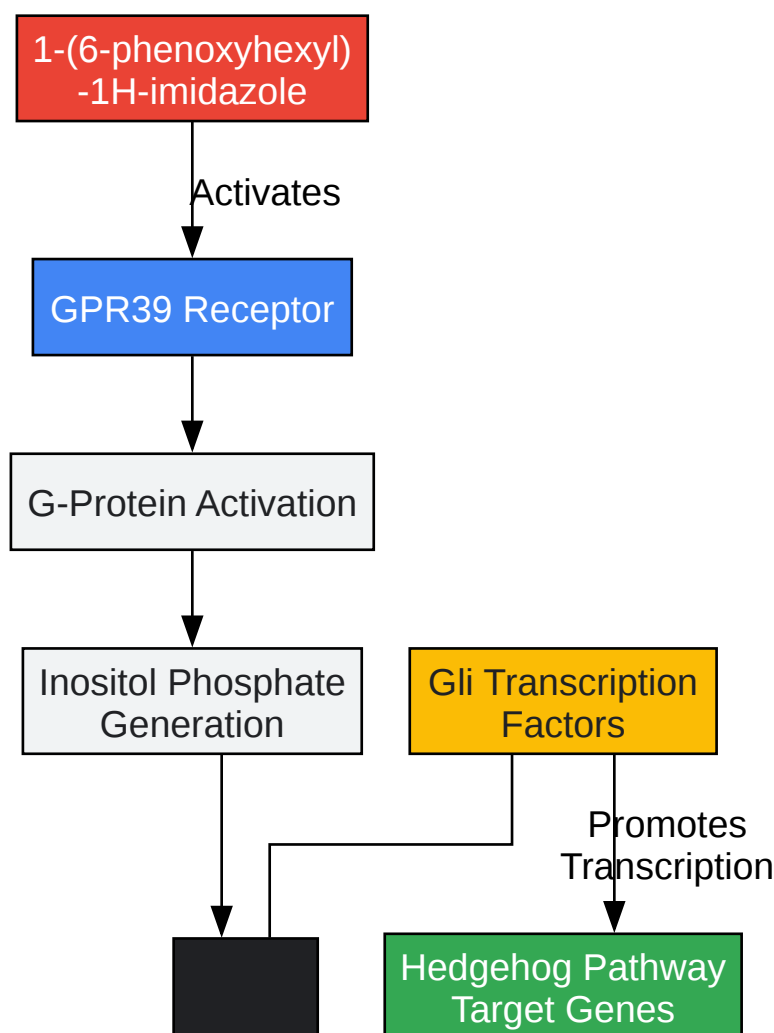 1-(6-phenoxyhexyl)
-1H-imidazole
Activates
GPR39 Receptor
G-Protein Activation
Inositol Phosphate
Generation
Gli Transcription
Factors
Promotes
Transcription
Hedgehog Pathway
Target Genes